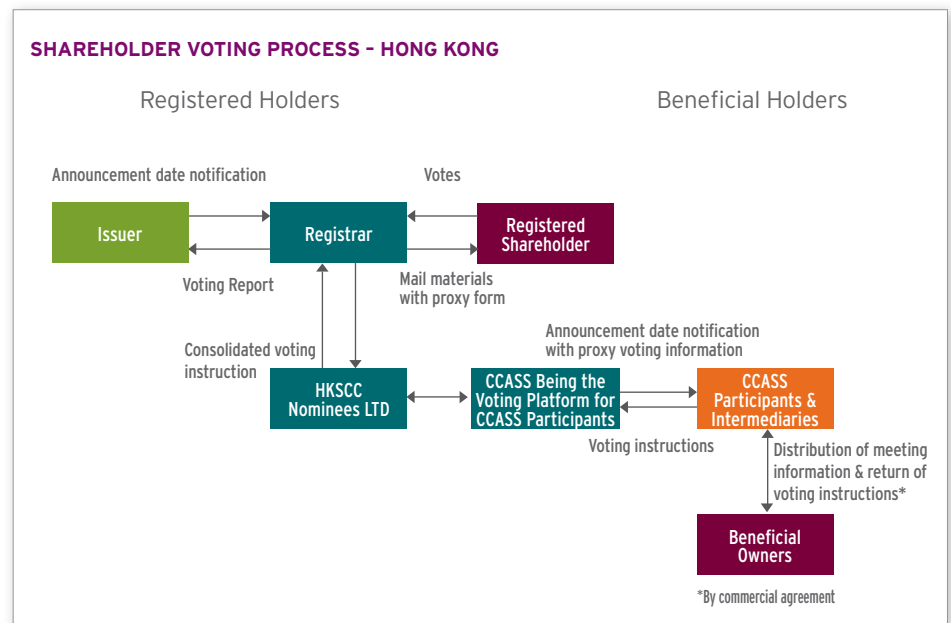 SHAREHOLDER VOTING PROCESS – HONG KONG
Registered Holders
Beneficial Holders
Announcement date notification
Votes
Issuer
Registrar
Registered
Shareholder
Voting Report
Mail materials
with proxy form
Consolidated voting
instruction
Announcement date notification
with proxy voting information
HKSCC
Nominees LTD
CCASS Being the
Voting Platform for
CCASS Participants
CCASS
Participants &
Intermediaries
Voting instructions
Distribution of meeting
information & return of
voting instructions*
Beneficial
Owners
*By commercial agreement